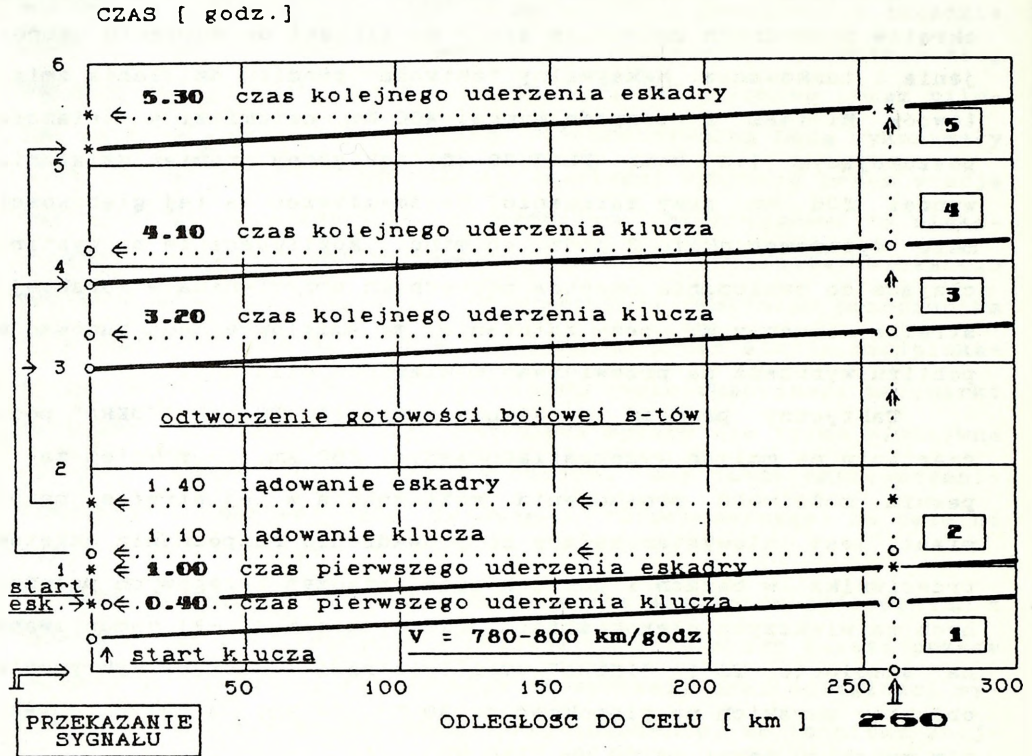 CZAS [ godz.]
6
5.30 czas kolejnego uderzenia eskadry
5
5
4
4.10 czas kolejnego uderzenia klucza
4
3
3.20 czas kolejnego uderzenia klucza
3
odtworzenie gotowości bojowej s-tów
2
1.40 lądowanie eskadry
2
1.10 lądowanie klucza
1
1.00 czas pierwszego uderzenia eskadry
start
esk. 0.40 czas pierwszego uderzenia klucza
1
V = 780-800 km/godz
start klucza
50 100 150 200 250 300
PRZEKAZANIE
SYGNAŁU
ODLEGŁOSC DO CELU [ km ] 260